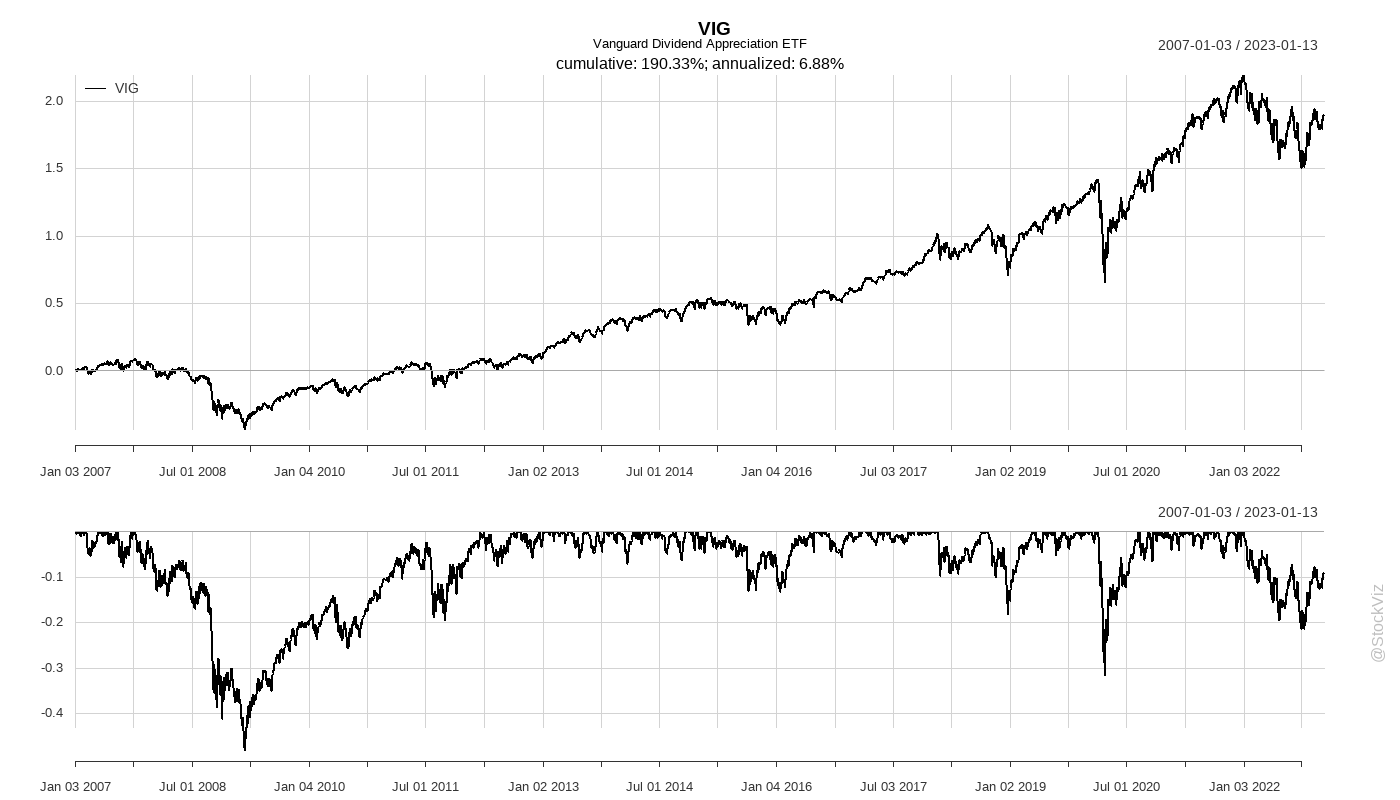 VIG
Vanguard Dividend Appreciation ETF
cumulative: 190.33%; annualized: 6.88%
2007-01-03 / 2023-01-13
VIG
2.0
1.5
1.0
0.5
0.0
Jan 03 2007 Jul 01 2008 Jan 04 2010 Jul 01 2011 Jan 02 2013 Jul 01 2014 Jan 04 2016 Jul 03 2017 Jan 02 2019 Jul 01 2020 Jan 03 2022
2007-01-03 / 2023-01-13
-0.1
-0.2
-0.3
-0.4
Jan 03 2007 Jul 01 2008 Jan 04 2010 Jul 01 2011 Jan 02 2013 Jul 01 2014 Jan 04 2016 Jul 03 2017 Jan 02 2019 Jul 01 2020 Jan 03 2022
@StockViz